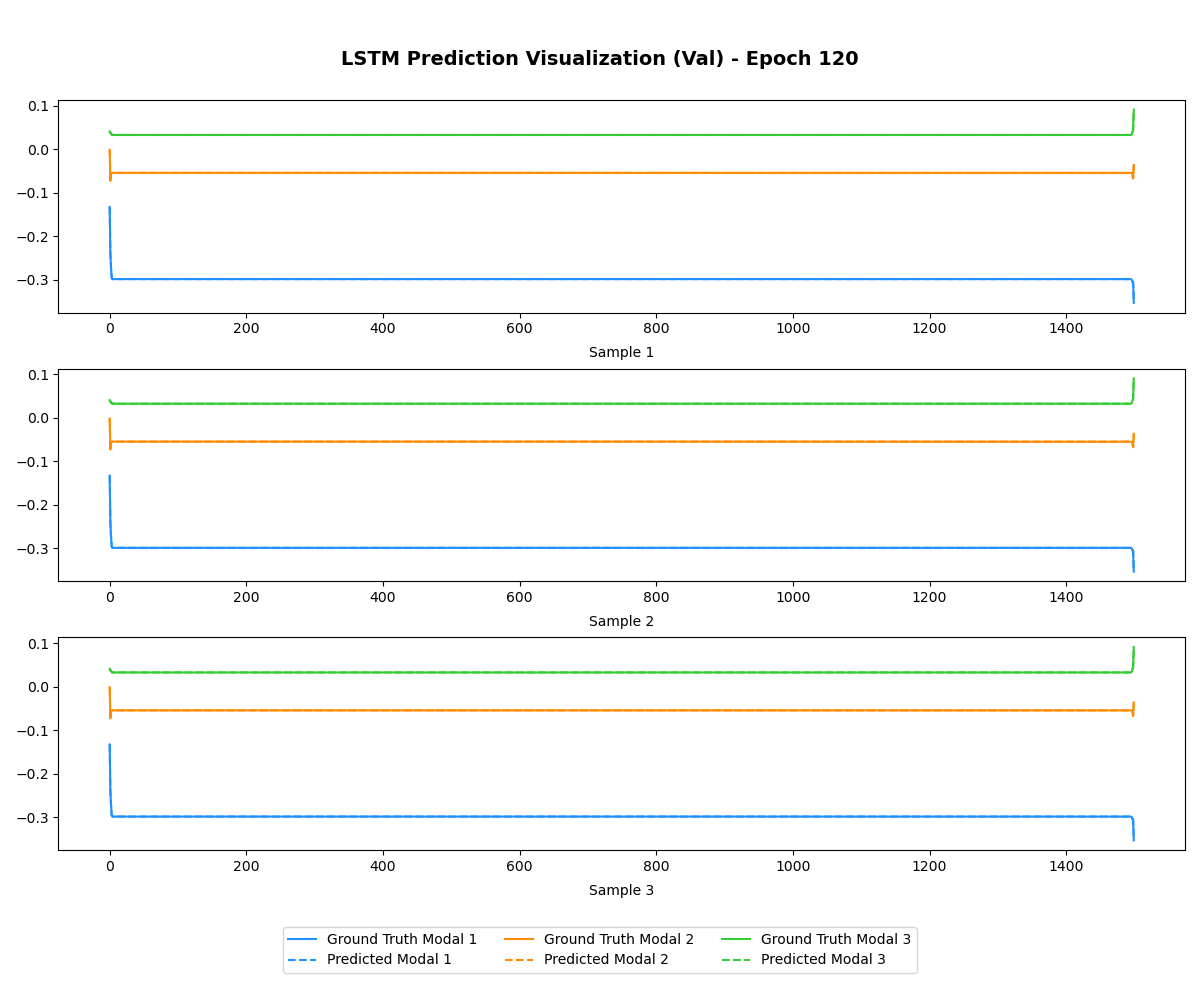 LSTM Prediction Visualization (Val) - Epoch 120
0.1
0.0
−0.1
−0.2
−0.3
0 200 400 600 800 1000 1200 1400
Sample 1
0.1
0.0
−0.1
−0.2
−0.3
0 200 400 600 800 1000 1200 1400
Sample 2
0.1
0.0
−0.1
−0.2
−0.3
0 200 400 600 800 1000 1200 1400
Sample 3
Ground Truth Modal 1 Ground Truth Modal 2 Ground Truth Modal 3
Predicted Modal 1 Predicted Modal 2 Predicted Modal 3